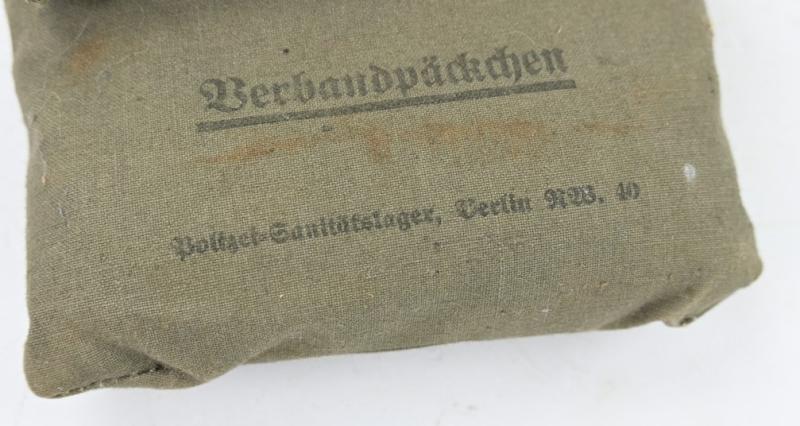 Verbandpäckchen
Polizei-Sanitätslager, Berlin NW. 40